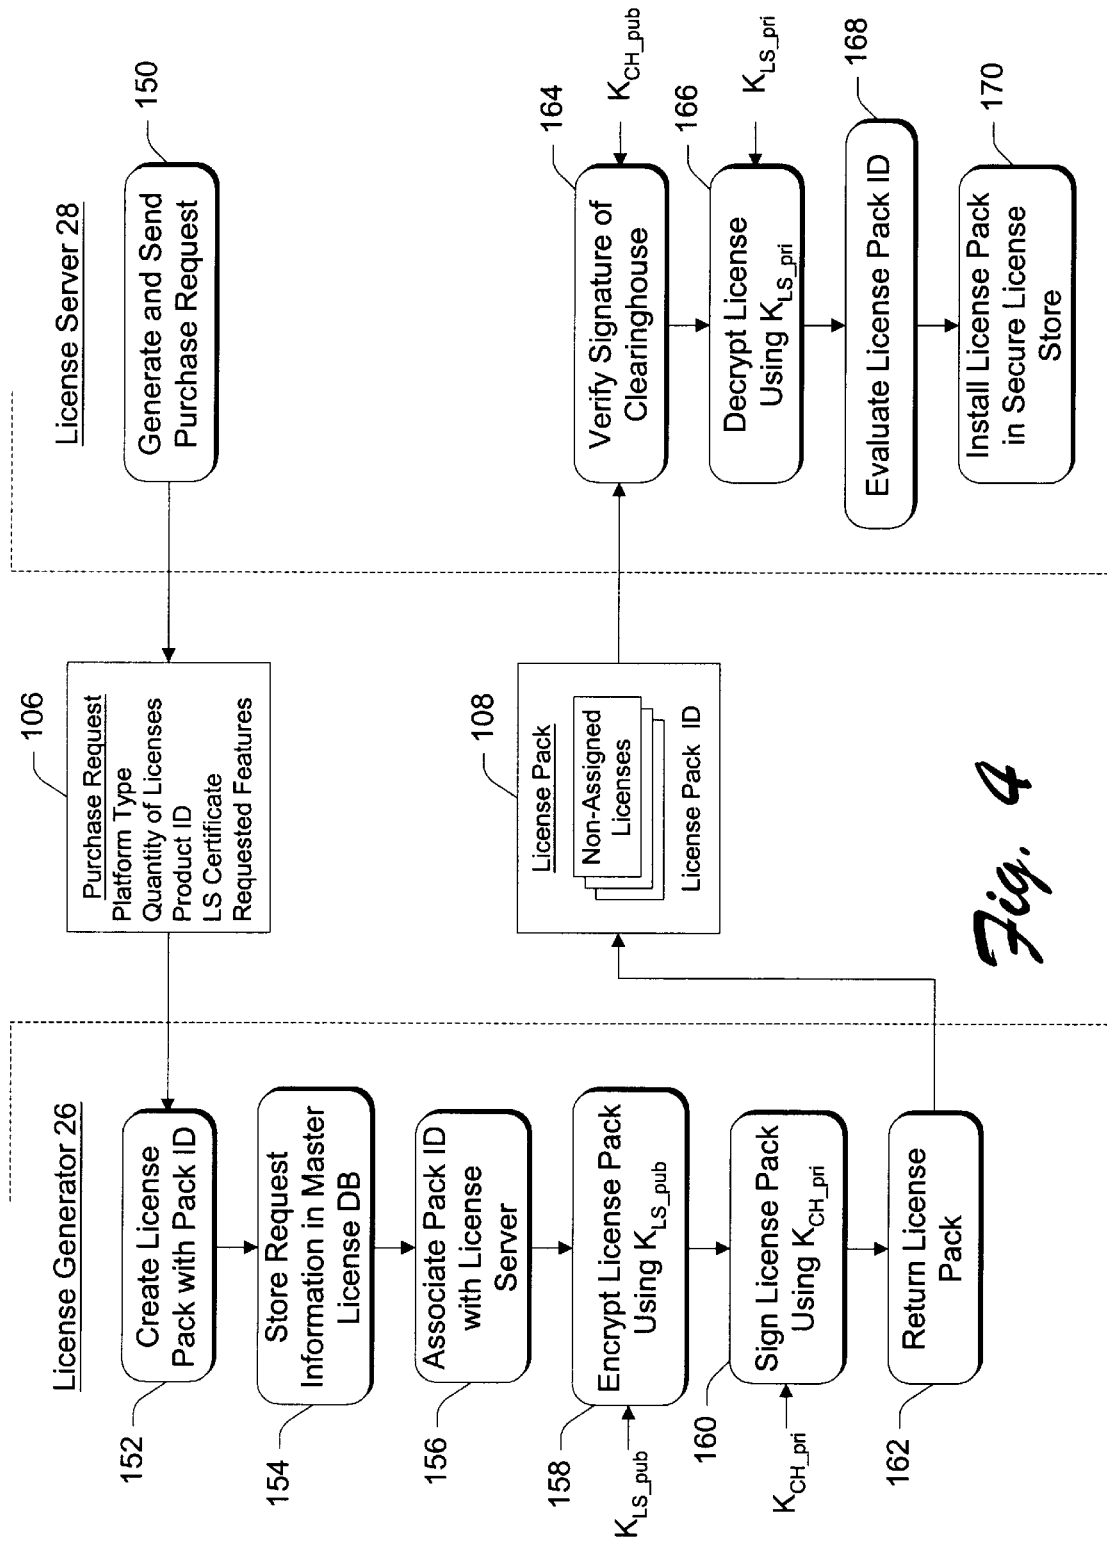 License Generator 26
152
Create License
Pack with Pack ID
154
Store Request
Information in Master
License DB
156
Associate Pack ID
with License
Server
158
Encrypt License Pack
Using K_LS_pub
K_LS_pub
160
Sign License Pack
Using K_CH_pri
K_CH_pri
162
Return License
Pack
106
Purchase Request
Platform Type
Quantity of Licenses
Product ID
LS Certificate
Requested Features
108
License Pack
Non-Assigned
Licenses
License Pack ID
License Server 28
150
Generate and Send
Purchase Request
164
Verify Signature of
Clearinghouse
K_CH_pub
166
Decrypt License
Using K_LS_pri
K_LS_pri
168
Evaluate License Pack ID
170
Install License Pack
in Secure License
Store
Fig. 4